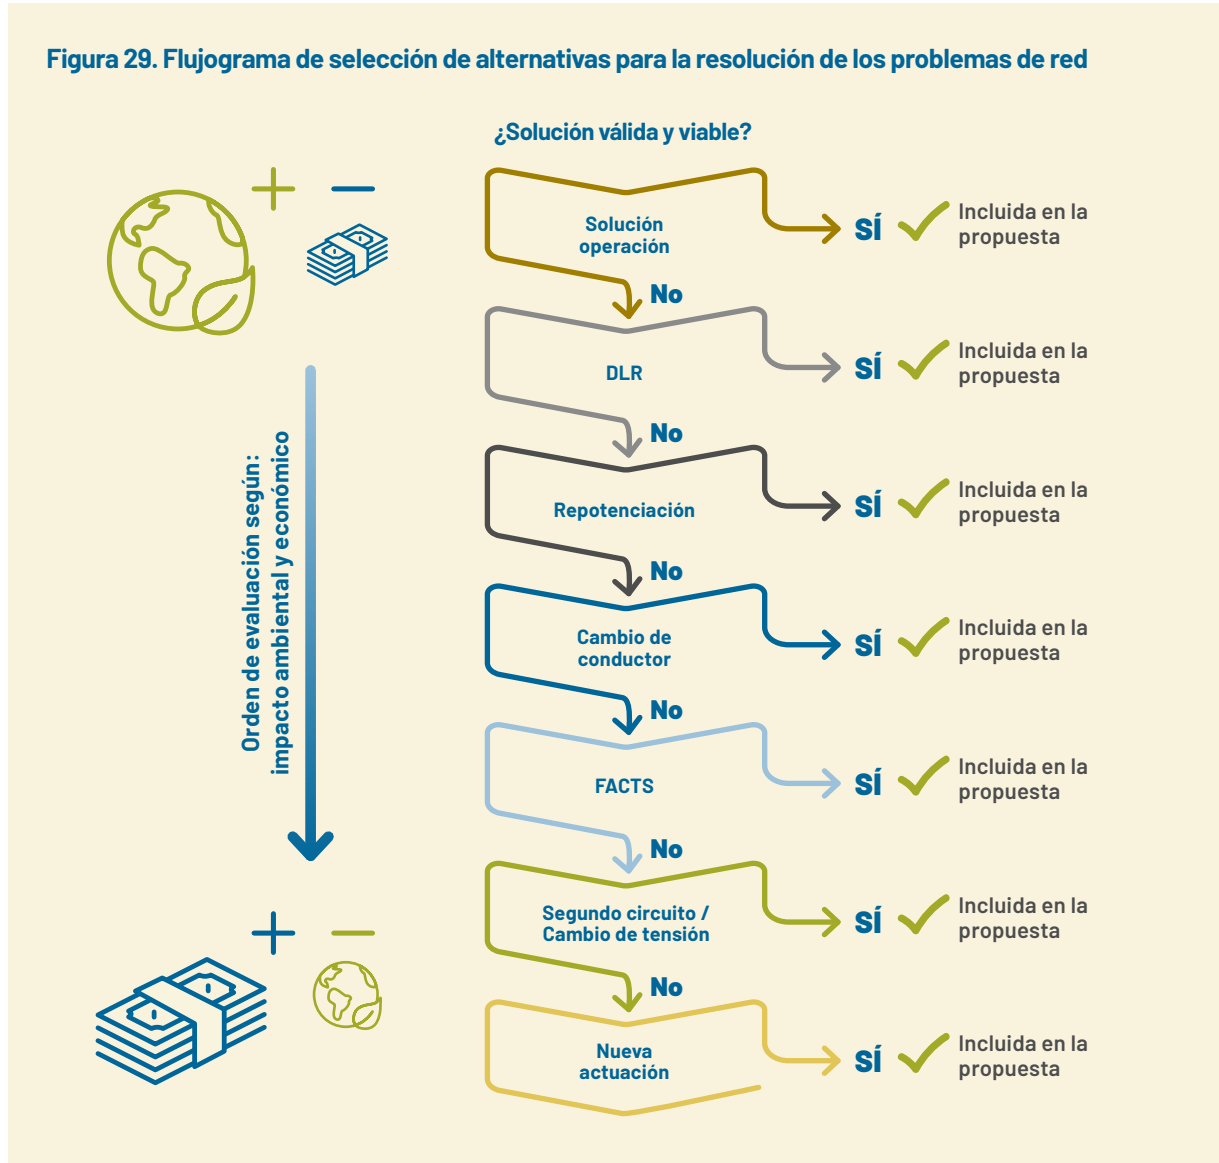 Figura 29. Flujograma de selección de alternativas para la resolución de los problemas de red
¿Solución válida y viable?
Solución
operación
SÍ
Incluida en la
propuesta
No
DLR
SÍ
Incluida en la
propuesta
No
Repotenciación
SÍ
Incluida en la
propuesta
No
Cambio de
conductor
SÍ
Incluida en la
propuesta
No
FACTS
SÍ
Incluida en la
propuesta
No
Segundo circuito /
Cambio de tensión
SÍ
Incluida en la
propuesta
No
Nueva
actuación
SÍ
Incluida en la
propuesta
Orden de evaluación según:
impacto ambiental y económico